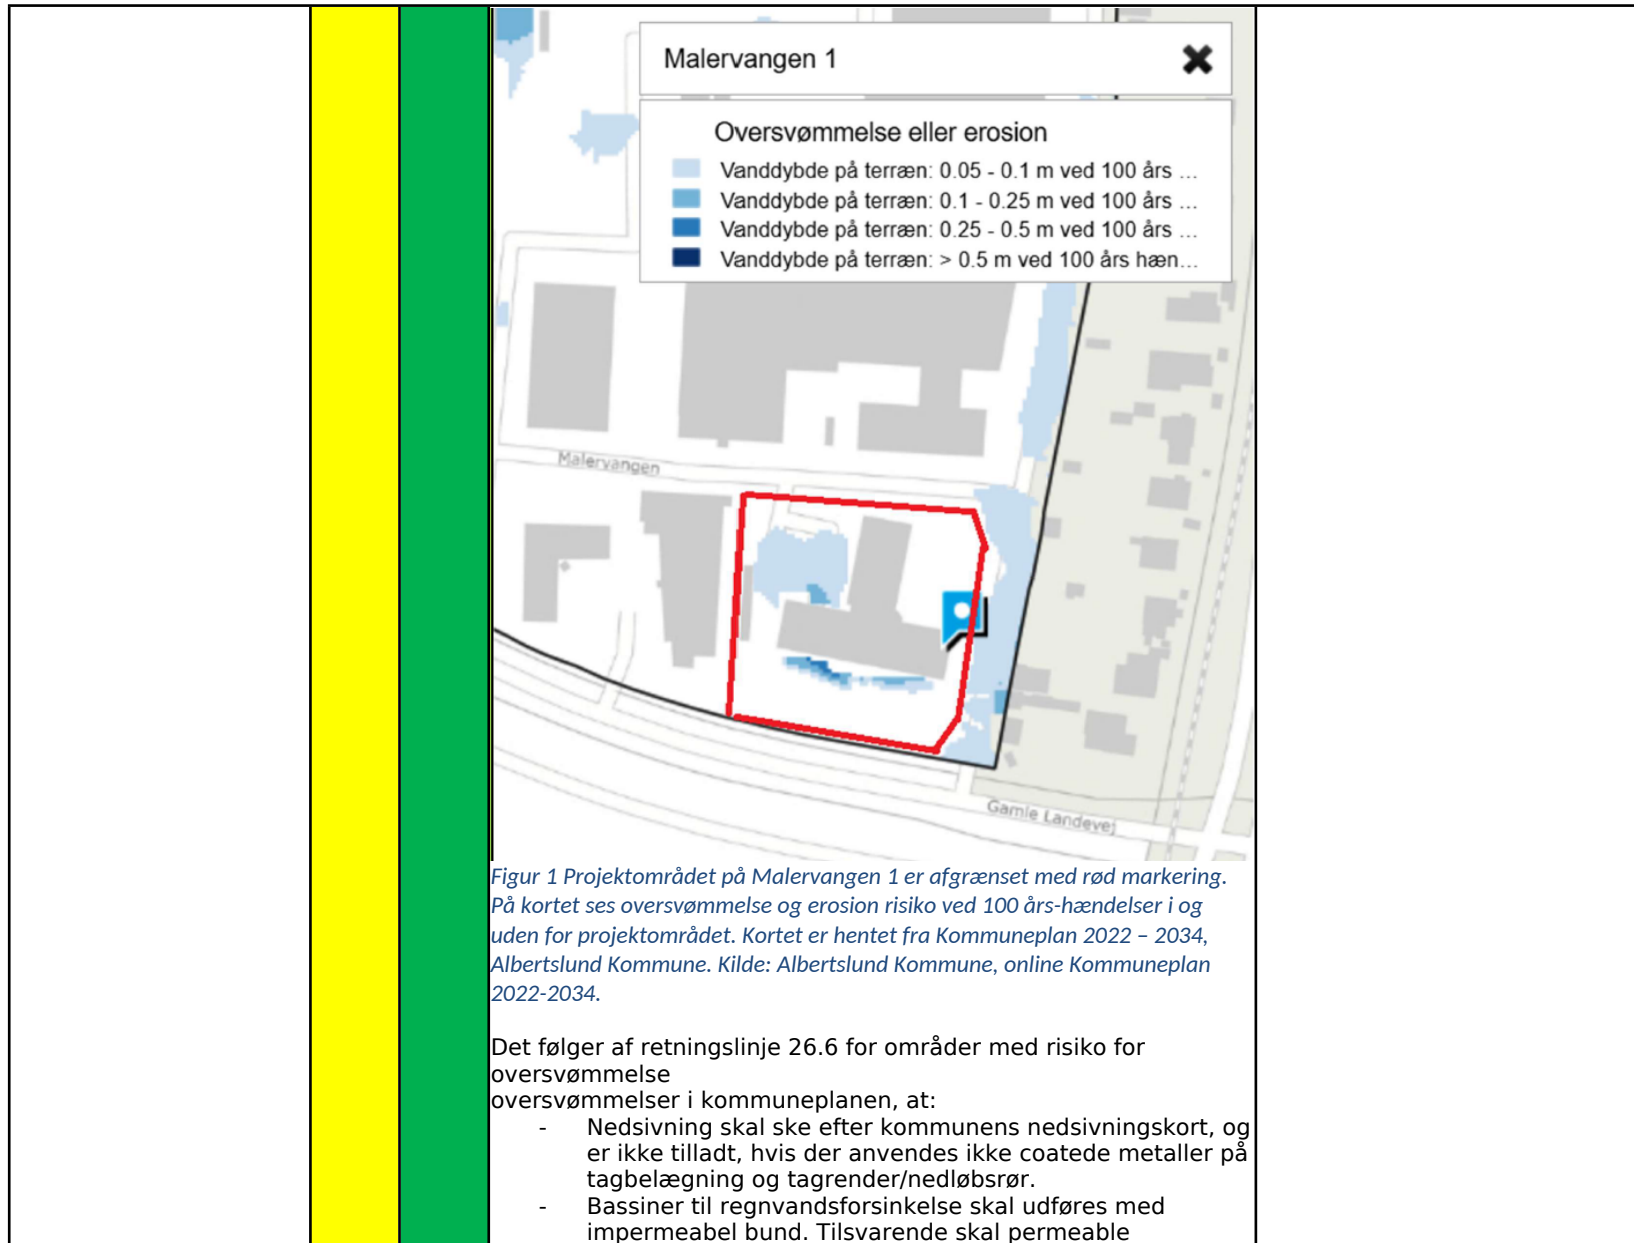 Malervangen 1
Oversvømmelse eller erosion
Vanddybde på terræn: 0.05 - 0.1 m ved 100 års ...
Vanddybde på terræn: 0.1 - 0.25 m ved 100 års ...
Vanddybde på terræn: 0.25 - 0.5 m ved 100 års ...
Vanddybde på terræn: > 0.5 m ved 100 års hæn...
Malervangen
Gamle Landevej
Figur 1 Projektområdet på Malervangen 1 er afgrænset med rød markering.
På kortet ses oversvømmelse og erosion risiko ved 100 års-hændelser i og
uden for projektområdet. Kortet er hentet fra Kommuneplan 2022 – 2034,
Albertslund Kommune. Kilde: Albertslund Kommune, online Kommuneplan
2022-2034.
Det følger af retningslinje 26.6 for områder med risiko for
oversvømmelse
oversvømmelser i kommuneplanen, at:
- Nedsivning skal ske efter kommunens nedsivningskort, og
er ikke tilladt, hvis der anvendes ikke coatede metaller på
tagbelægning og tagrender/nedløbsrør.
- Bassiner til regnvandsforsinkelse skal udføres med
impermeabel bund. Tilsvarende skal permeable